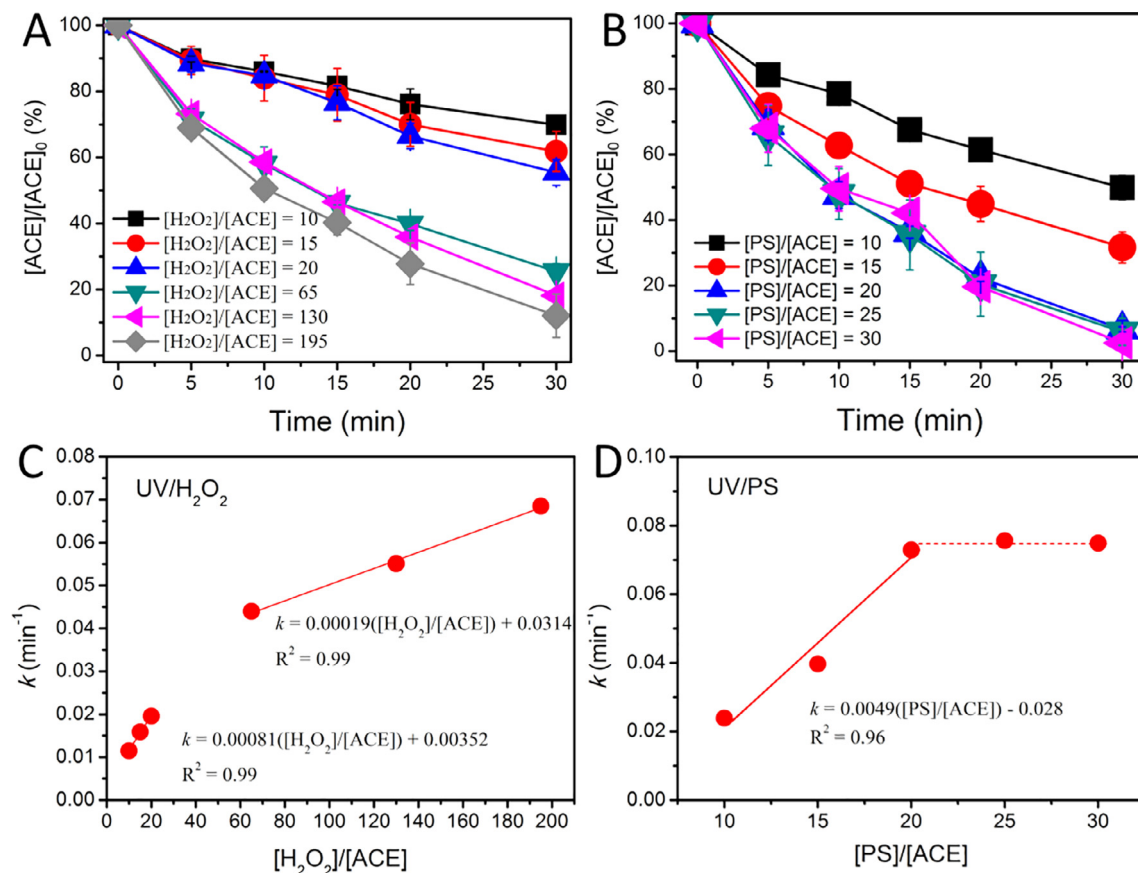 A
[ACE]/[ACE]₀ (%)
100
80
60
40
20
0
[H₂O₂]/[ACE] = 10
[H₂O₂]/[ACE] = 15
[H₂O₂]/[ACE] = 20
[H₂O₂]/[ACE] = 65
[H₂O₂]/[ACE] = 130
[H₂O₂]/[ACE] = 195
0 5 10 15 20 30
Time (min)
B
[ACE]/[ACE]₀ (%)
100
80
60
40
20
0
[PS]/[ACE] = 10
[PS]/[ACE] = 15
[PS]/[ACE] = 20
[PS]/[ACE] = 25
[PS]/[ACE] = 30
0 5 10 15 20 30
Time (min)
C
UV/H₂O₂
k (min⁻¹)
0.08
0.07
0.06
0.05
0.04
0.03
0.02
0.01
0.00
k = 0.00019([H₂O₂]/[ACE]) + 0.0314
R² = 0.99
k = 0.00081([H₂O₂]/[ACE]) + 0.00352
R² = 0.99
0 20 40 60 80 100 120 140 160 180 200
[H₂O₂]/[ACE]
D
UV/PS
k (min⁻¹)
0.10
0.08
0.06
0.04
0.02
0.00
k = 0.0049([PS]/[ACE]) - 0.028
R² = 0.96
10 15 20 25 30
[PS]/[ACE]